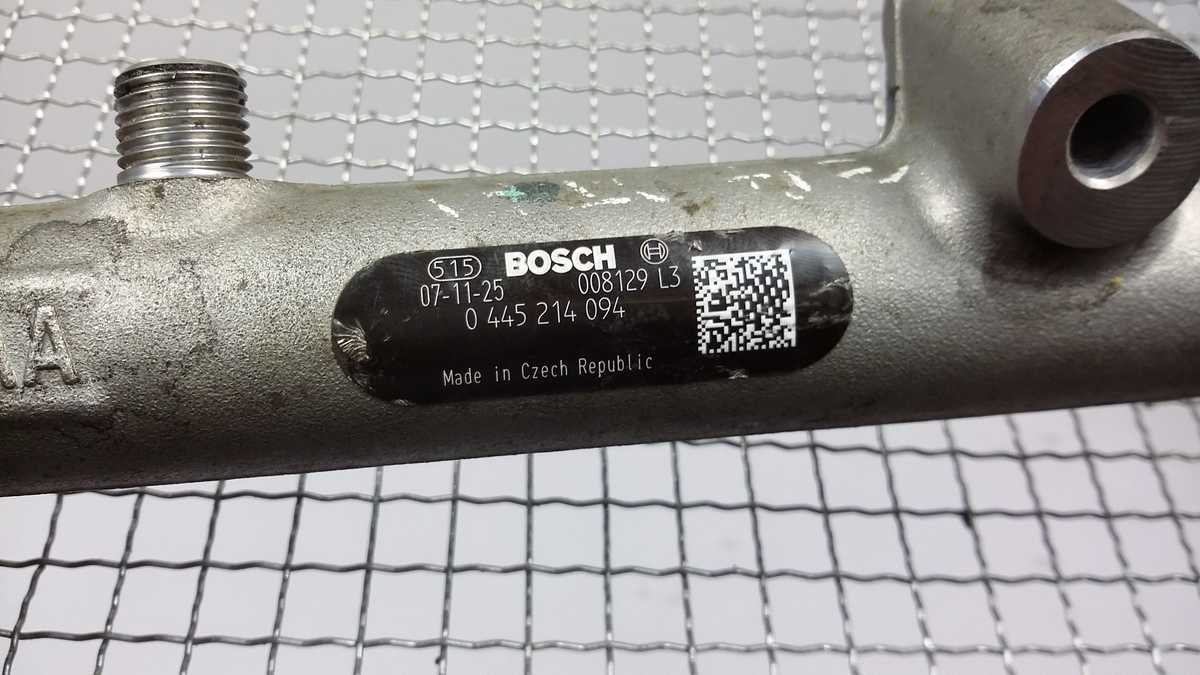 515 BOSCH
07-11-25 008129 L3
0 445 214 094
Made in Czech Republic
A